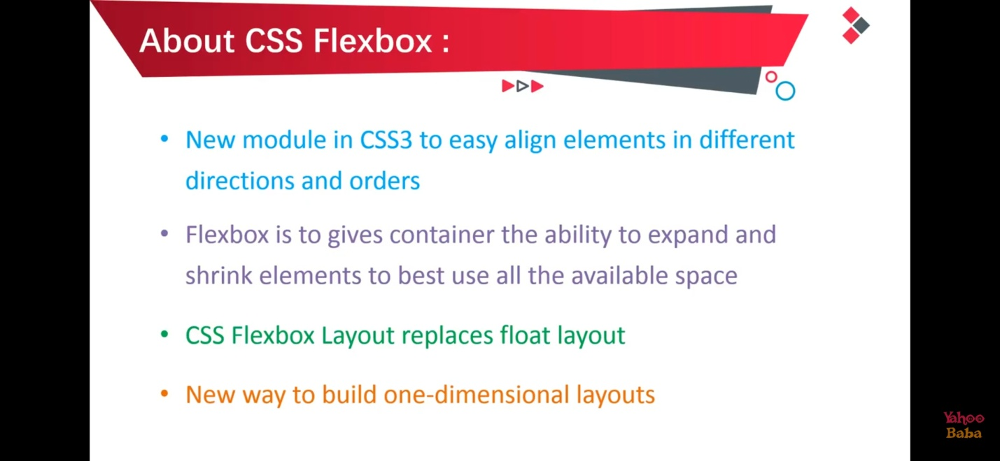 About CSS Flexbox :
• New module in CSS3 to easy align elements in different
directions and orders
• Flexbox is to gives container the ability to expand and
shrink elements to best use all the available space
• CSS Flexbox Layout replaces float layout
• New way to build one-dimensional layouts
Yahoo
Baba